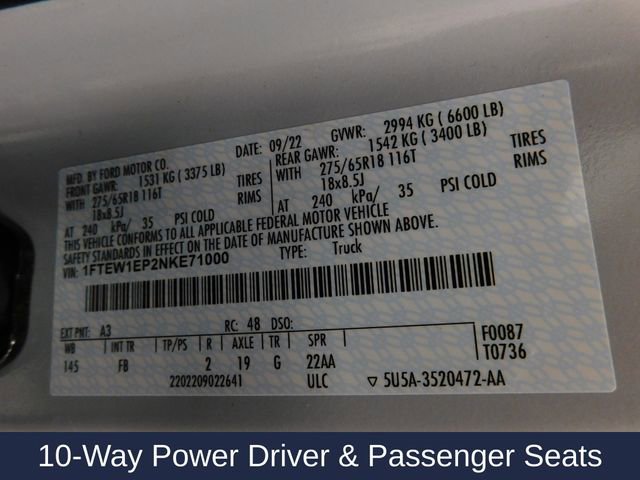 MFD. BY FORD MOTOR CO.
DATE: 09/22
GVWR: 2994 KG ( 6600 LB)
FRONT GAWR: 1531 KG ( 3375 LB)
REAR GAWR: 1542 KG ( 3400 LB)
WITH 275/65R18 116T TIRES
WITH 275/65R18 116T TIRES
18x8.5J RIMS
18x8.5J RIMS
AT 240 kPa/ 35 PSI COLD
AT 240 kPa/ 35 PSI COLD
THIS VEHICLE CONFORMS TO ALL APPLICABLE FEDERAL MOTOR VEHICLE
SAFETY STANDARDS IN EFFECT ON THE DATE OF MANUFACTURE SHOWN ABOVE.
VIN: 1FTEW1EP2NKE71000
TYPE: Truck
EXT PNT: A3 RC: 48 DSO:
WB INT TR TP/PS R AXLE TR SPR
145 FB 2 19 G 22AA
F0087
T0736
2202209022641 ULC ▽ 5U5A-3520472-AA
10-Way Power Driver & Passenger Seats